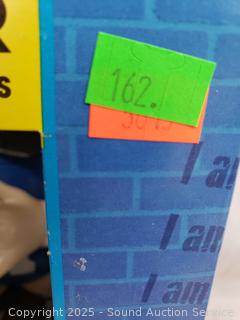 R
s
162.
I a
I am
I am
Copyright 2025 - Sound Auction Service